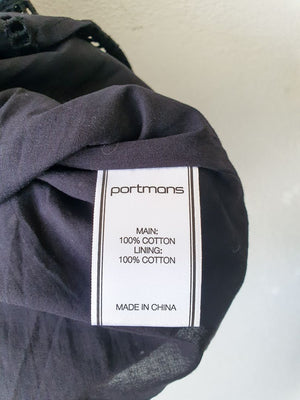 portmans
MAIN:
100% COTTON
LINING:
100% COTTON
MADE IN CHINA